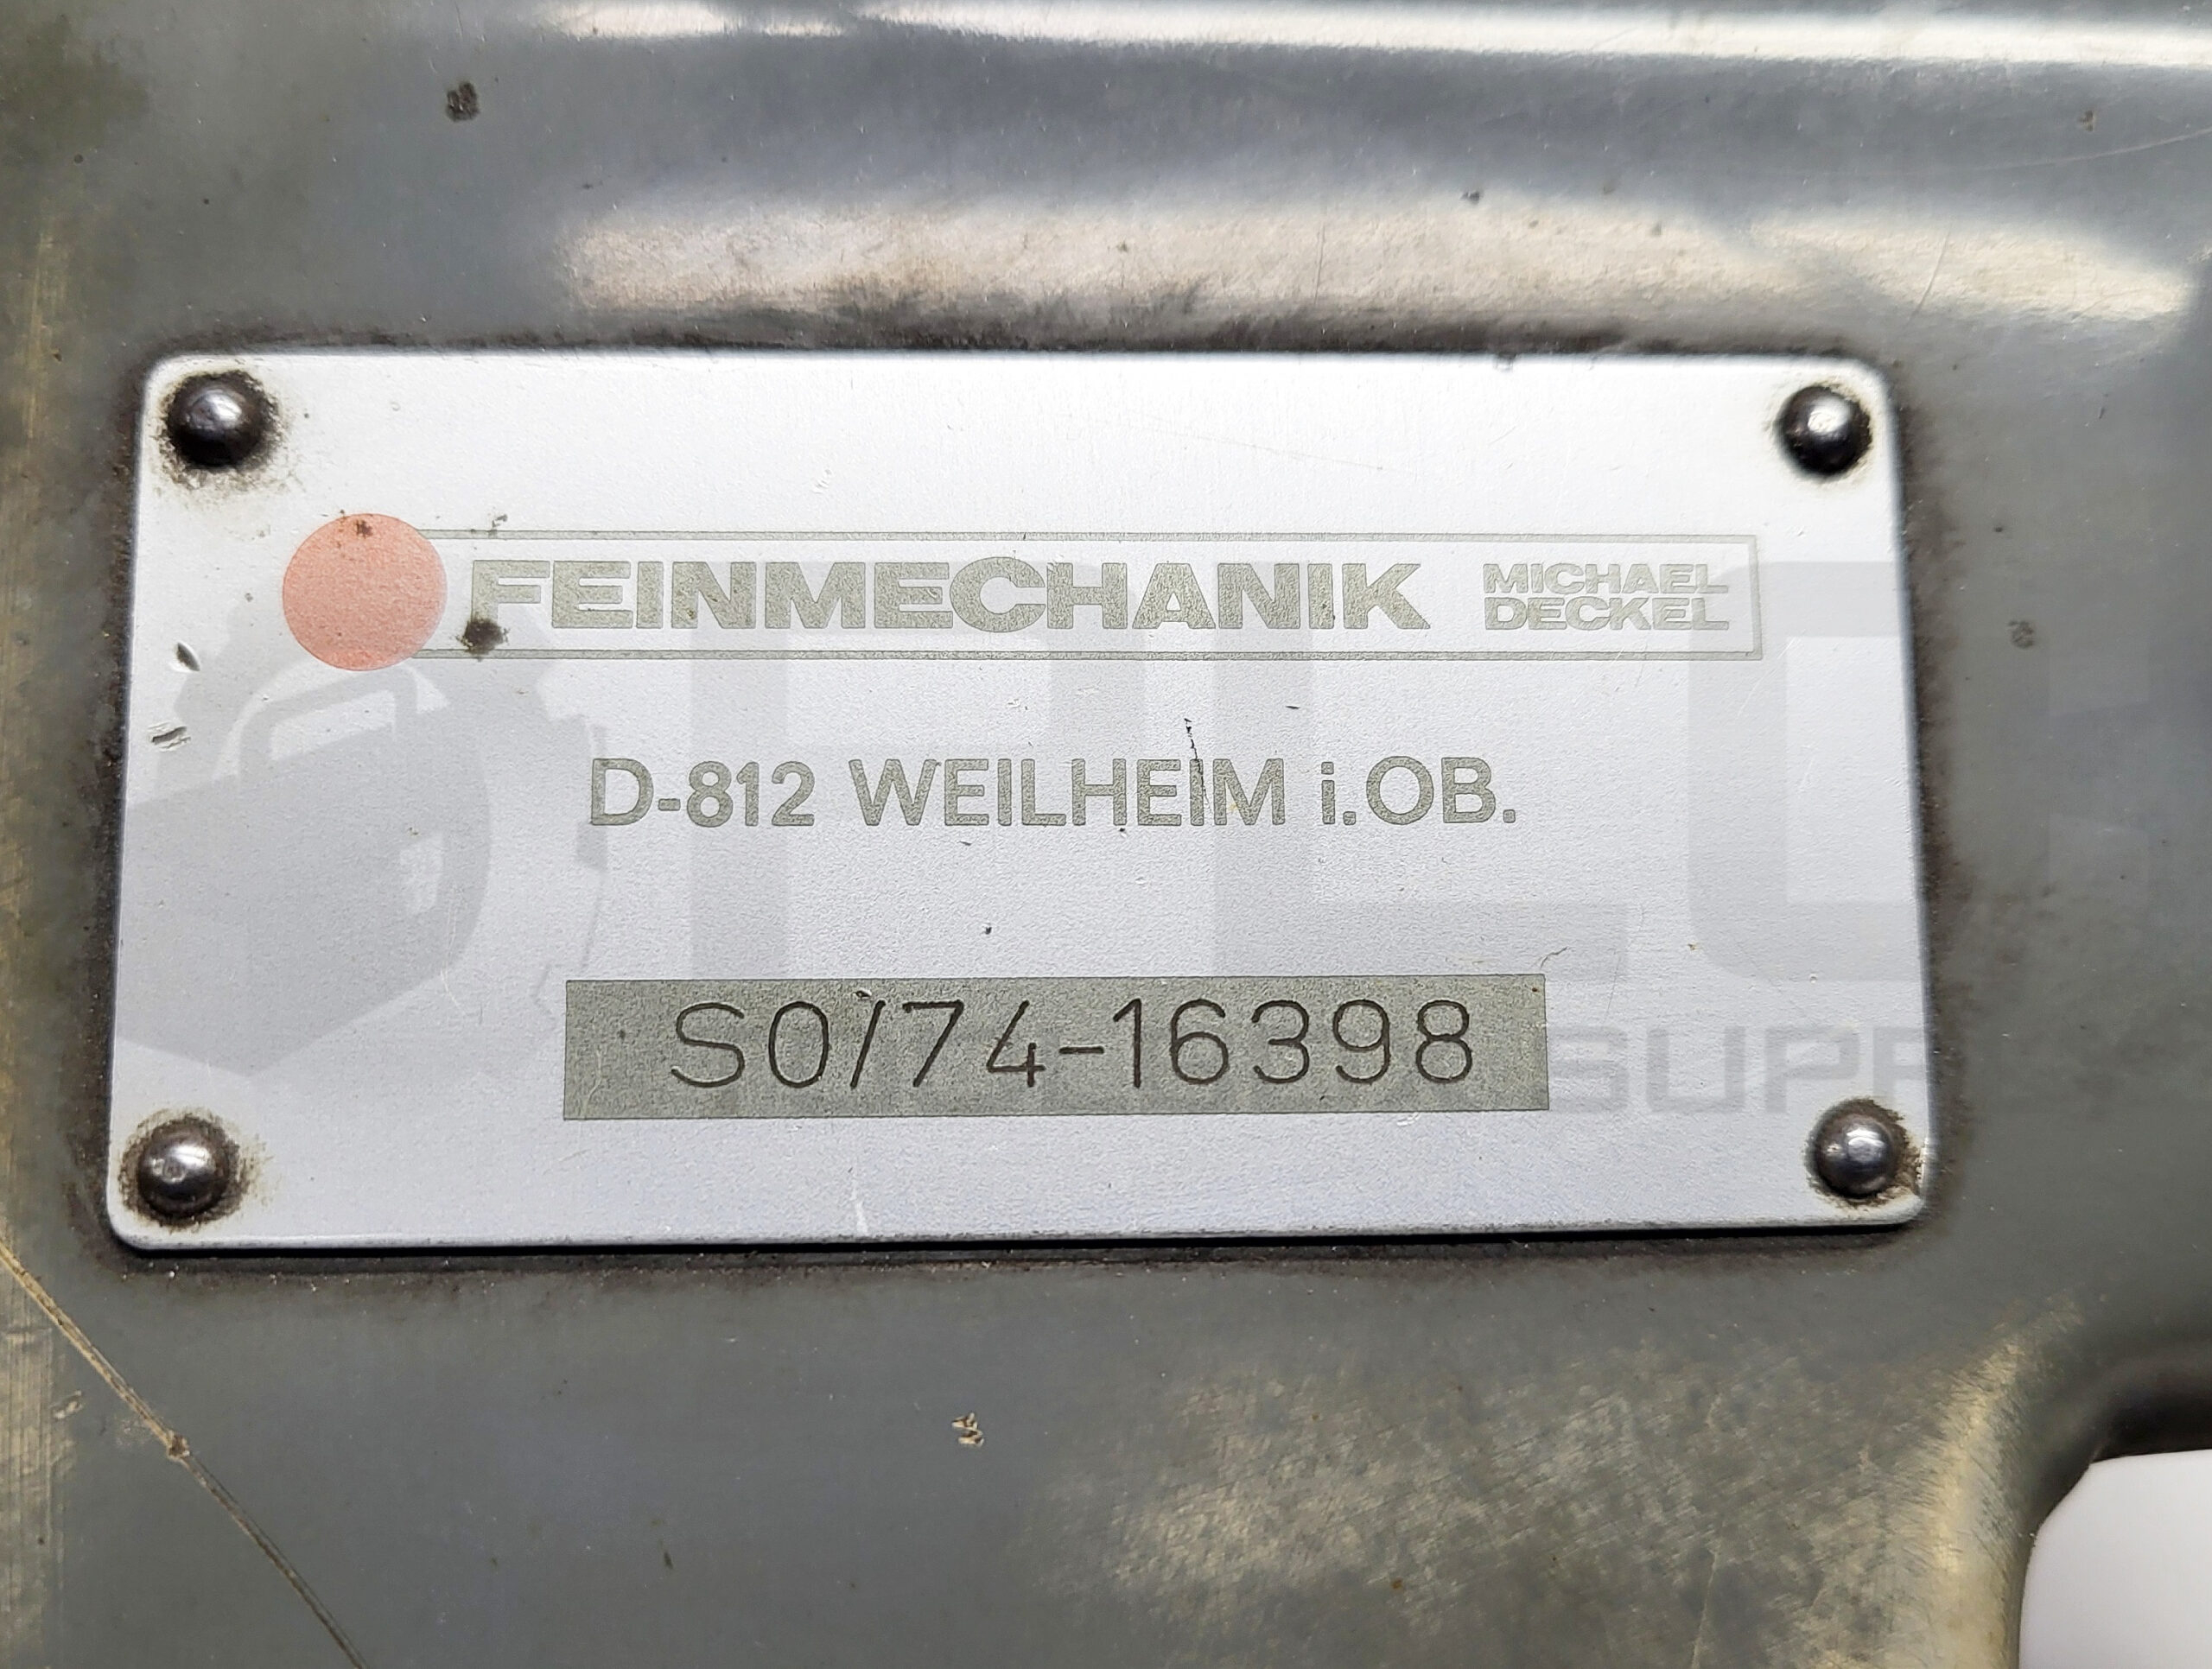 FEINMECHANIK MICHAEL DECKEL
D-812 WEILHEIM i.OB.
S0/74-16398